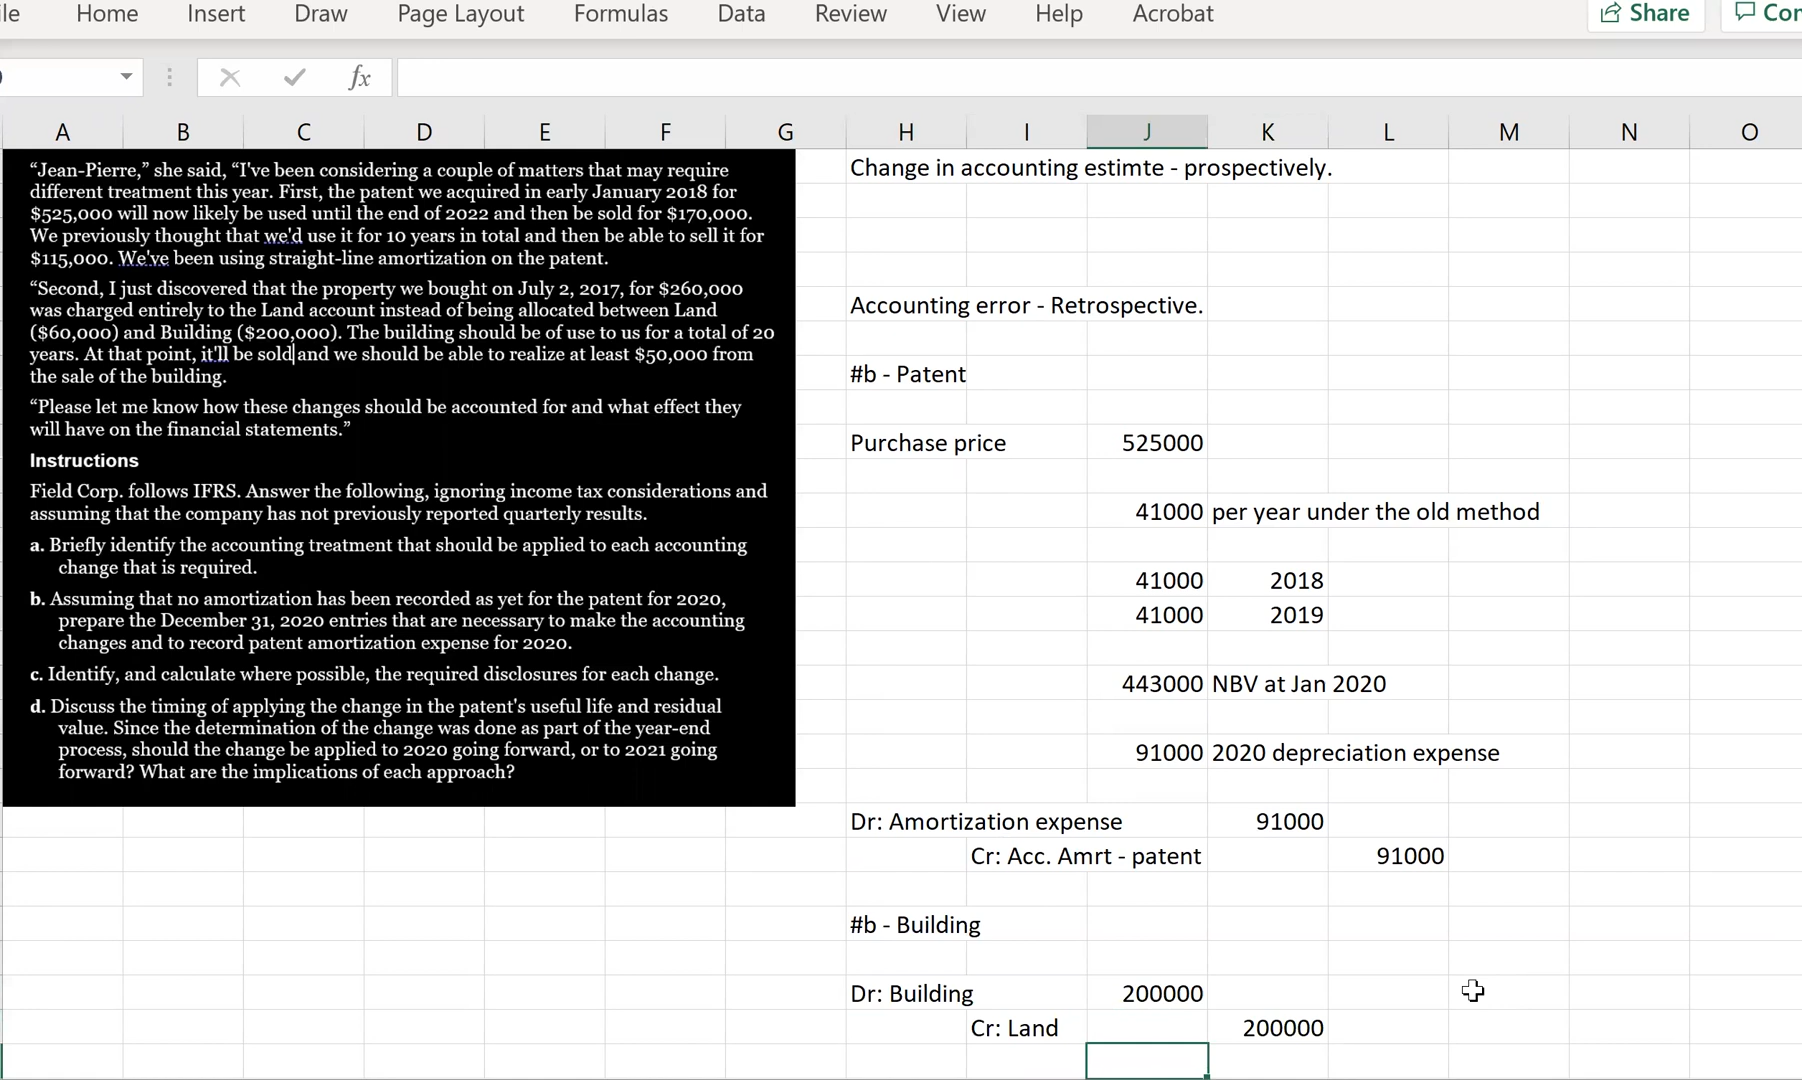 ile Home Insert Draw Page Layout Formulas Data Review View Help Acrobat Share Con
fx
A B C D E F G H I J K L M N O
“Jean-Pierre,” she said, “I've been considering a couple of matters that may require
different treatment this year. First, the patent we acquired in early January 2018 for
$525,000 will now likely be used until the end of 2022 and then be sold for $170,000.
We previously thought that we'd use it for 10 years in total and then be able to sell it for
$115,000. We've been using straight-line amortization on the patent.
“Second, I just discovered that the property we bought on July 2, 2017, for $260,000
was charged entirely to the Land account instead of being allocated between Land
($60,000) and Building ($200,000). The building should be of use to us for a total of 20
years. At that point, it'll be sold and we should be able to realize at least $50,000 from
the sale of the building.
“Please let me know how these changes should be accounted for and what effect they
will have on the financial statements.”
Instructions
Field Corp. follows IFRS. Answer the following, ignoring income tax considerations and
assuming that the company has not previously reported quarterly results.
a. Briefly identify the accounting treatment that should be applied to each accounting
change that is required.
b. Assuming that no amortization has been recorded as yet for the patent for 2020,
prepare the December 31, 2020 entries that are necessary to make the accounting
changes and to record patent amortization expense for 2020.
c. Identify, and calculate where possible, the required disclosures for each change.
d. Discuss the timing of applying the change in the patent's useful life and residual
value. Since the determination of the change was done as part of the year-end
process, should the change be applied to 2020 going forward, or to 2021 going
forward? What are the implications of each approach?
Change in accounting estimte - prospectively.
Accounting error - Retrospective.
#b - Patent
Purchase price 525000
41000 per year under the old method
41000 2018
41000 2019
443000 NBV at Jan 2020
91000 2020 depreciation expense
Dr: Amortization expense 91000
Cr: Acc. Amrt - patent 91000
#b - Building
Dr: Building 200000
Cr: Land 200000